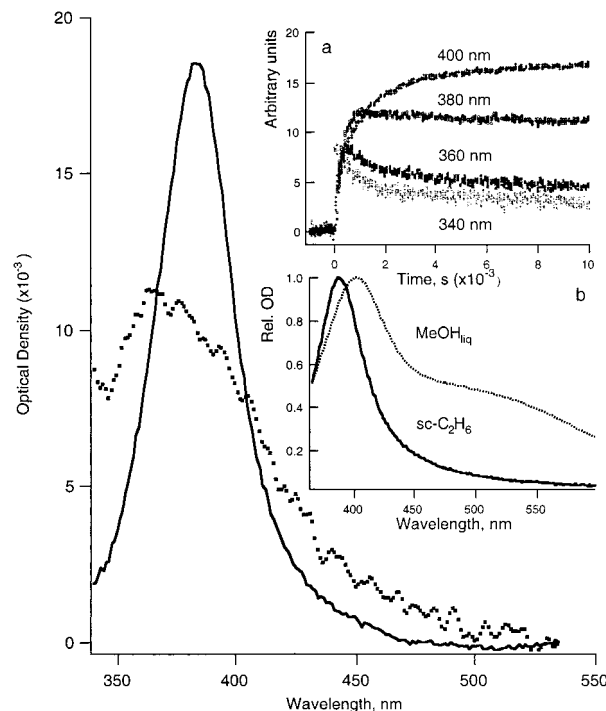 20
15
10
5
0
Optical Density (x10⁻³)
350
400
450
500
550
Wavelength, nm
a
20
15
10
5
0
Arbitrary units
400 nm
380 nm
360 nm
340 nm
0
2
4
6
8
10
Time, s (x10⁻³)
b
1.0
0.8
0.6
0.4
0.2
Rel. OD
MeOH_liq
sc-C₂H₆
400
450
500
550
Wavelength, nm